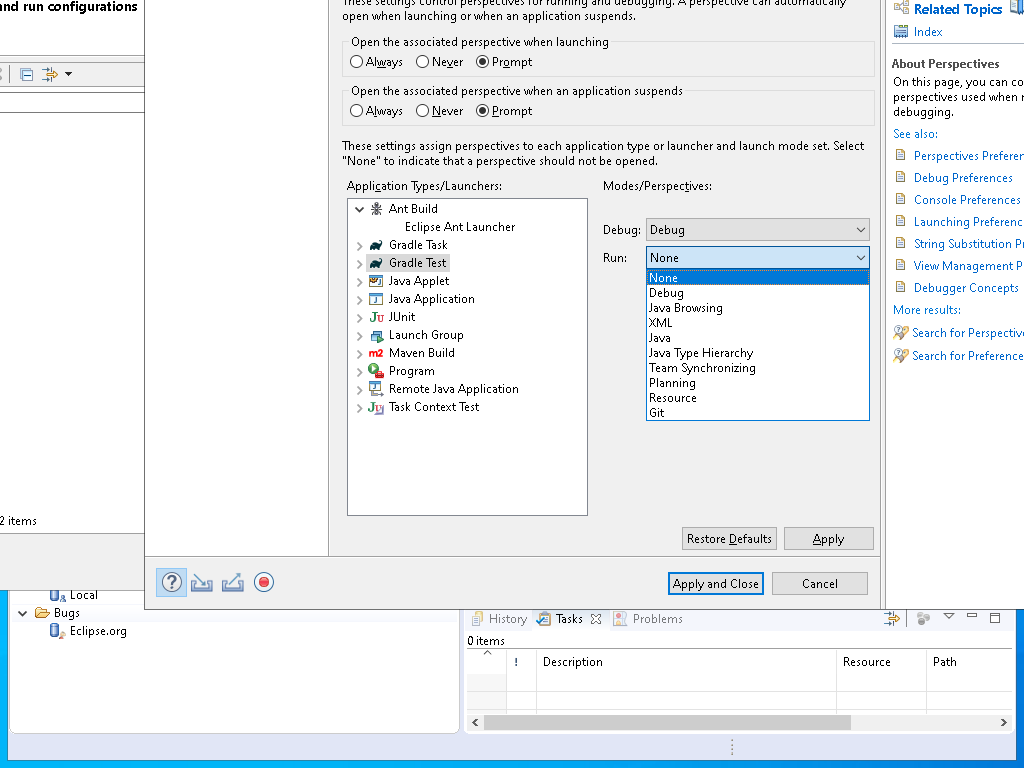 and run configurations
These settings control perspectives for running and debugging. A perspective can automatically
open when launching or when an application suspends.
Open the associated perspective when launching
Always
Never
Prompt
Open the associated perspective when an application suspends
Always
Never
Prompt
These settings assign perspectives to each application type or launcher and launch mode set. Select
"None" to indicate that a perspective should not be opened.
Application Types/Launchers:
Modes/Perspectives:
Ant Build
Eclipse Ant Launcher
Gradle Task
Gradle Test
Java Applet
Java Application
JUnit
Launch Group
Maven Build
Program
Remote Java Application
Task Context Test
Debug:
Debug
Run:
None
None
Debug
Java Browsing
XML
Java
Java Type Hierarchy
Team Synchronizing
Planning
Resource
Git
Restore Defaults
Apply
Apply and Close
Cancel
Related Topics
Index
About Perspectives
On this page, you can co
perspectives used when r
debugging.
See also:
Perspectives Preferen
Debug Preferences
Console Preferences
Launching Preferenc
String Substitution Pr
View Management P
Debugger Concepts
More results:
Search for Perspective
Search for Preference
2 items
Local
Bugs
Eclipse.org
History
Tasks
Problems
0 items
!
Description
Resource
Path